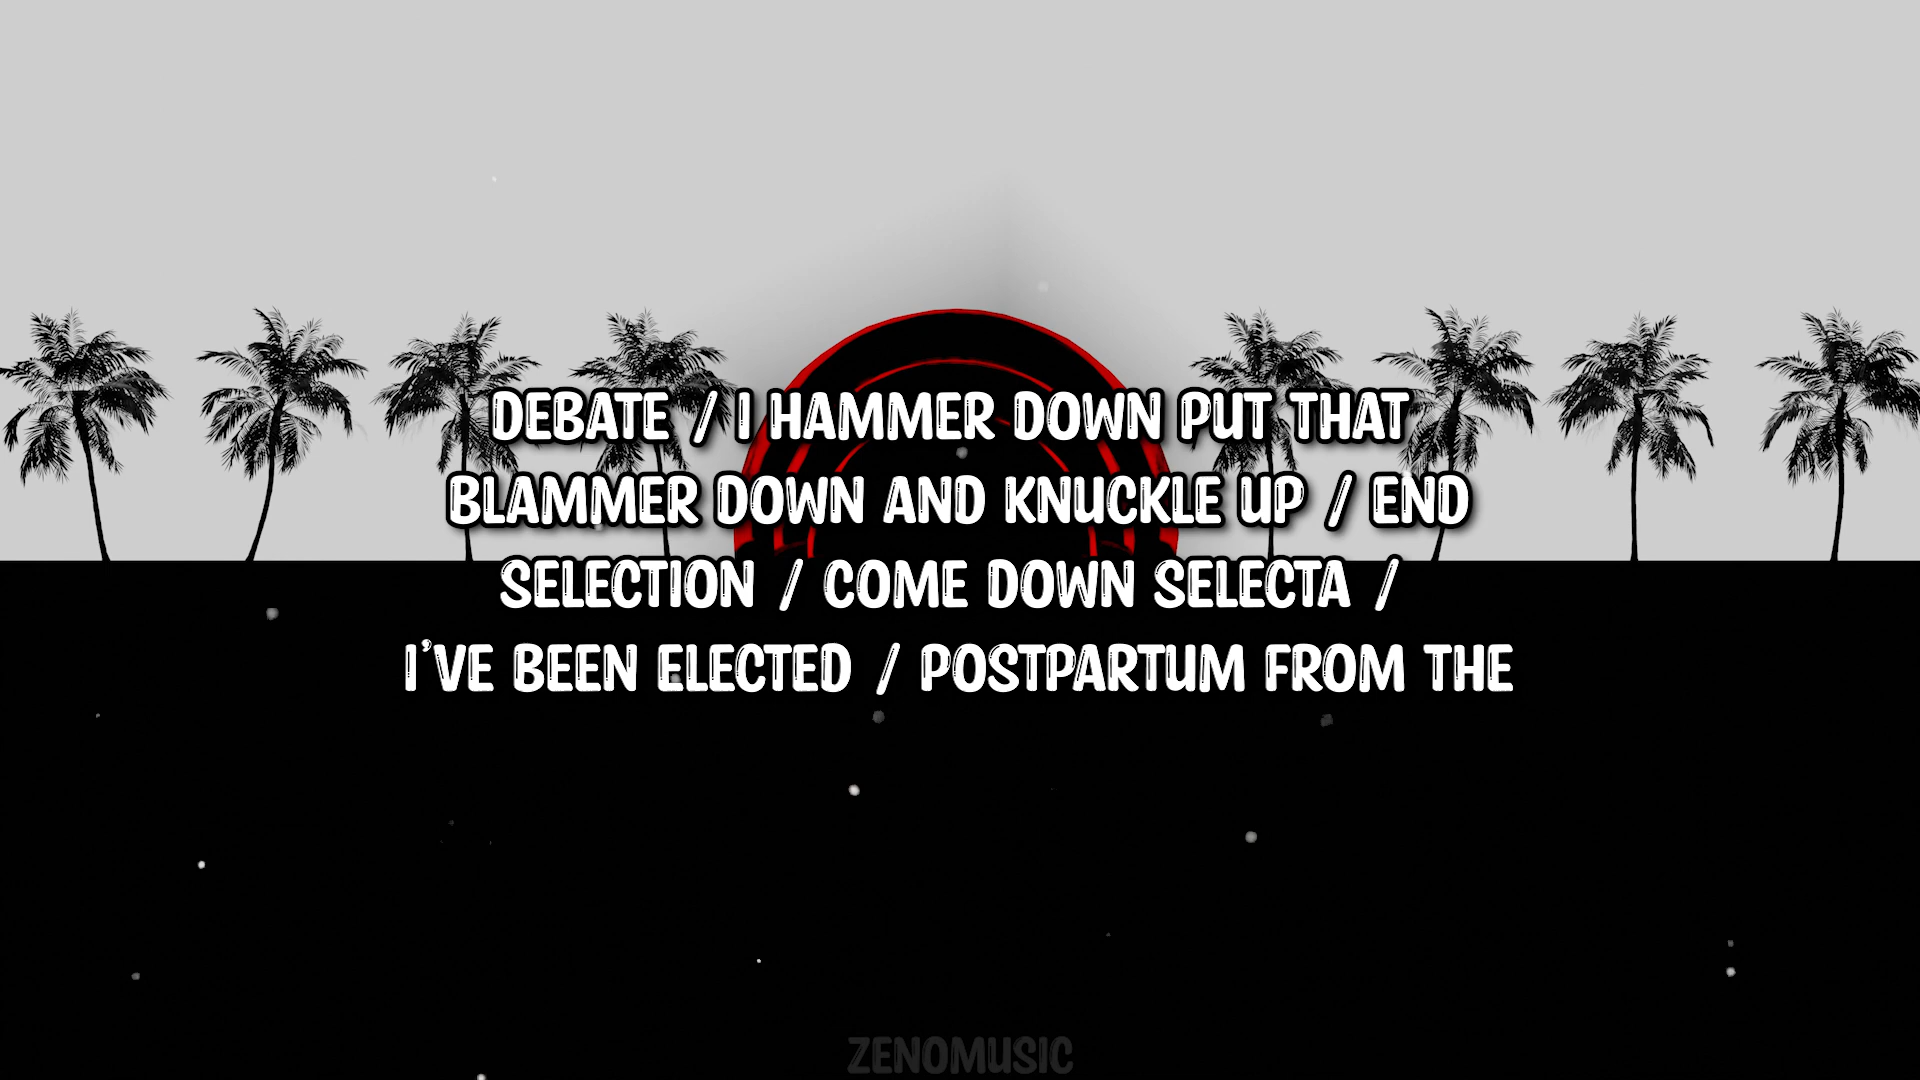 DEBATE / I HAMMER DOWN PUT THAT
BLAMMER DOWN AND KNUCKLE UP / END
SELECTION / COME DOWN SELECTA /
I'VE BEEN ELECTED / POSTPARTUM FROM THE
ZENOMUSIC